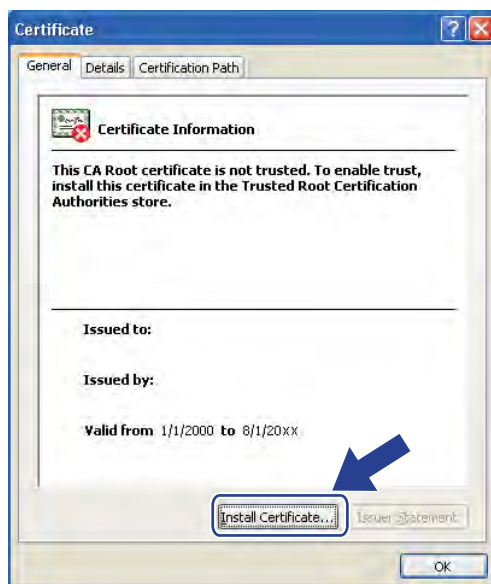 Certificate
General Details Certification Path
Certificate Information
This CA Root certificate is not trusted. To enable trust,
install this certificate in the Trusted Root Certification
Authorities store.
Issued to:
Issued by:
Valid from 1/1/2000 to 8/1/20xx
Install Certificate... Issuer Statement
OK